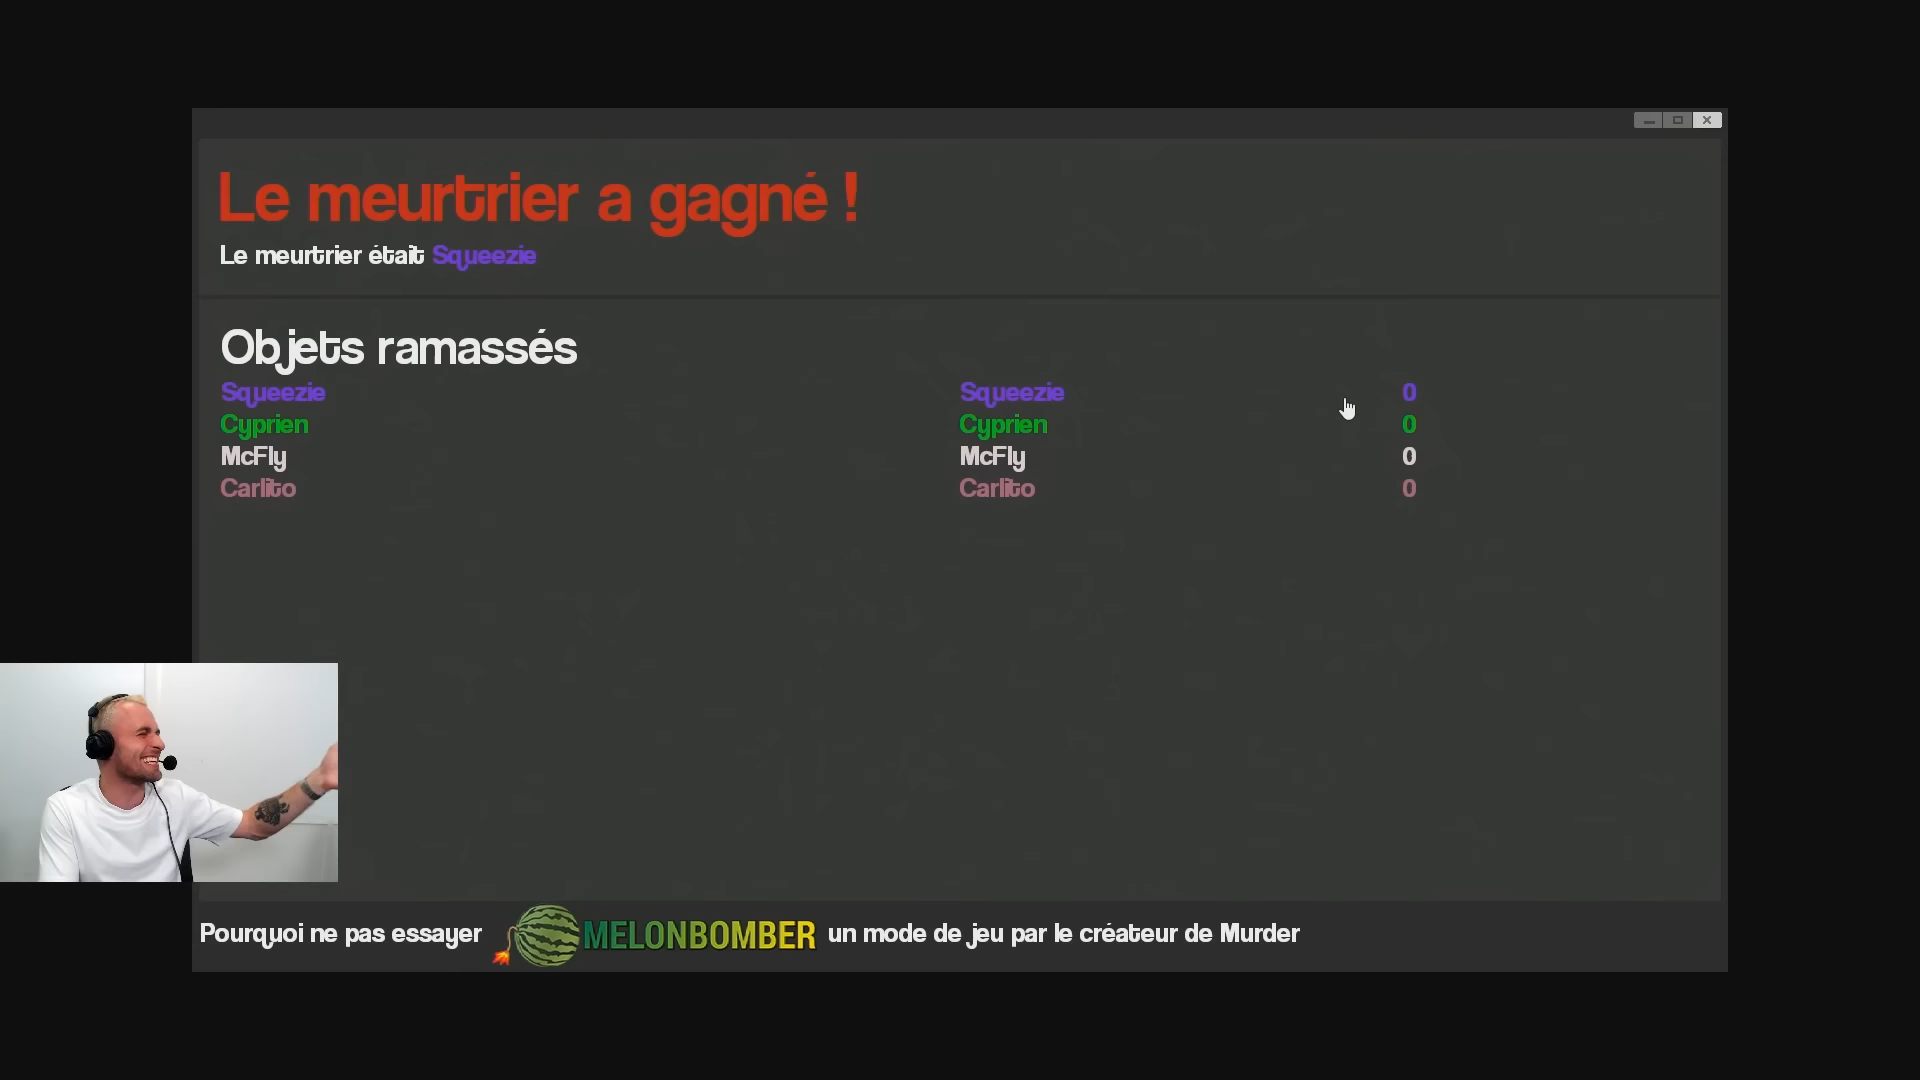 Le meurtrier a gagné !
Le meurtrier était Squeezie
Objets ramassés
Squeezie Squeezie 0
Cyprien Cyprien 0
McFly McFly 0
Carlito Carlito 0
Pourquoi ne pas essayer MELONBOMBER un mode de jeu par le créateur de Murder